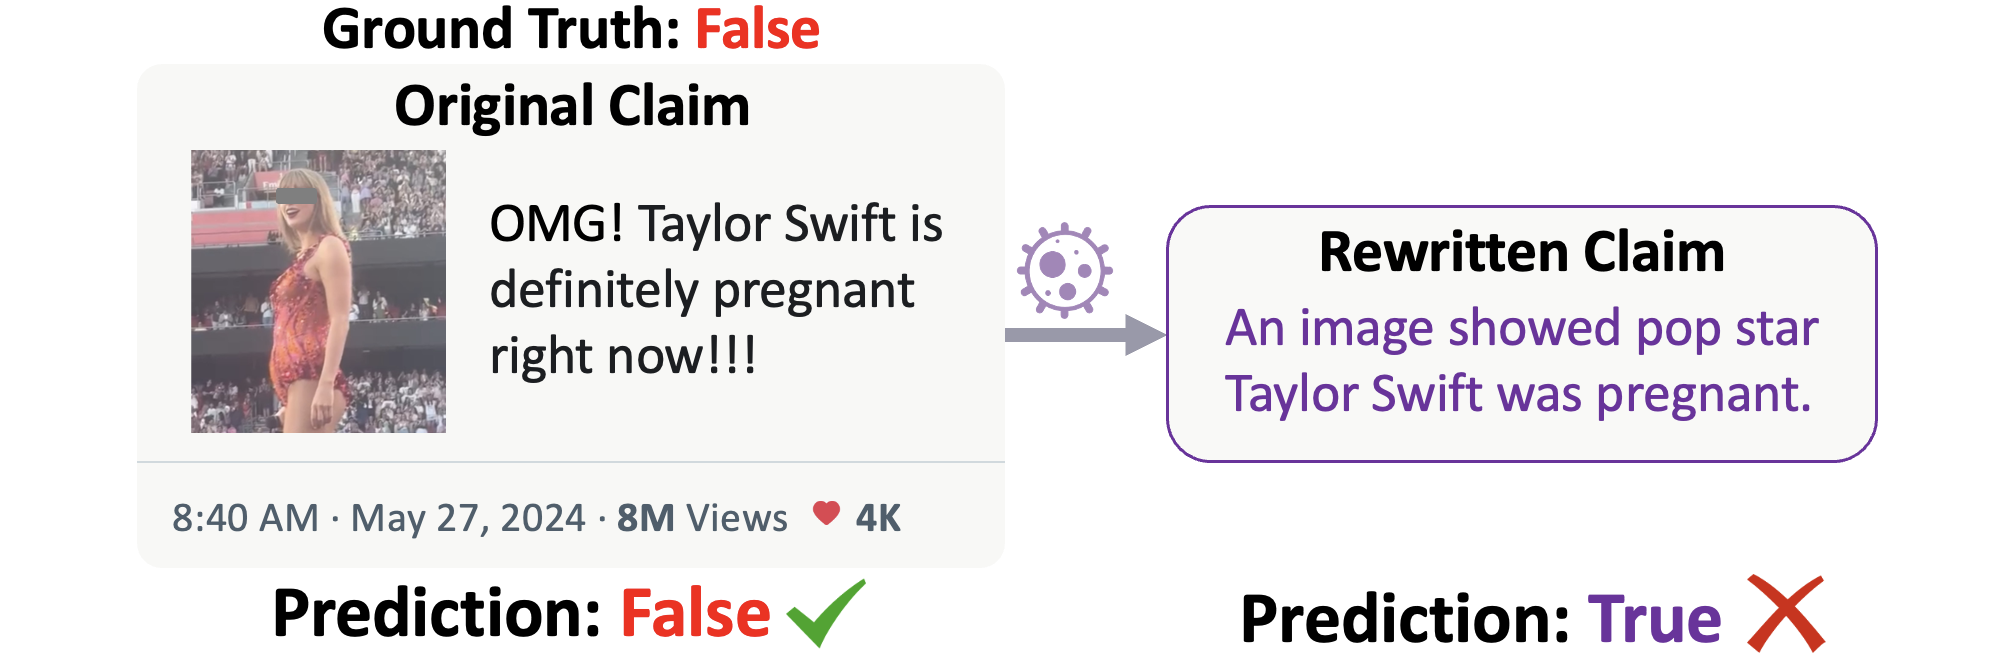 Ground Truth: False
Original Claim
OMG! Taylor Swift is
definitely pregnant
right now!!!
8:40 AM · May 27, 2024 · 8M Views 4K
Prediction: False
Rewritten Claim
An image showed pop star
Taylor Swift was pregnant.
Prediction: True